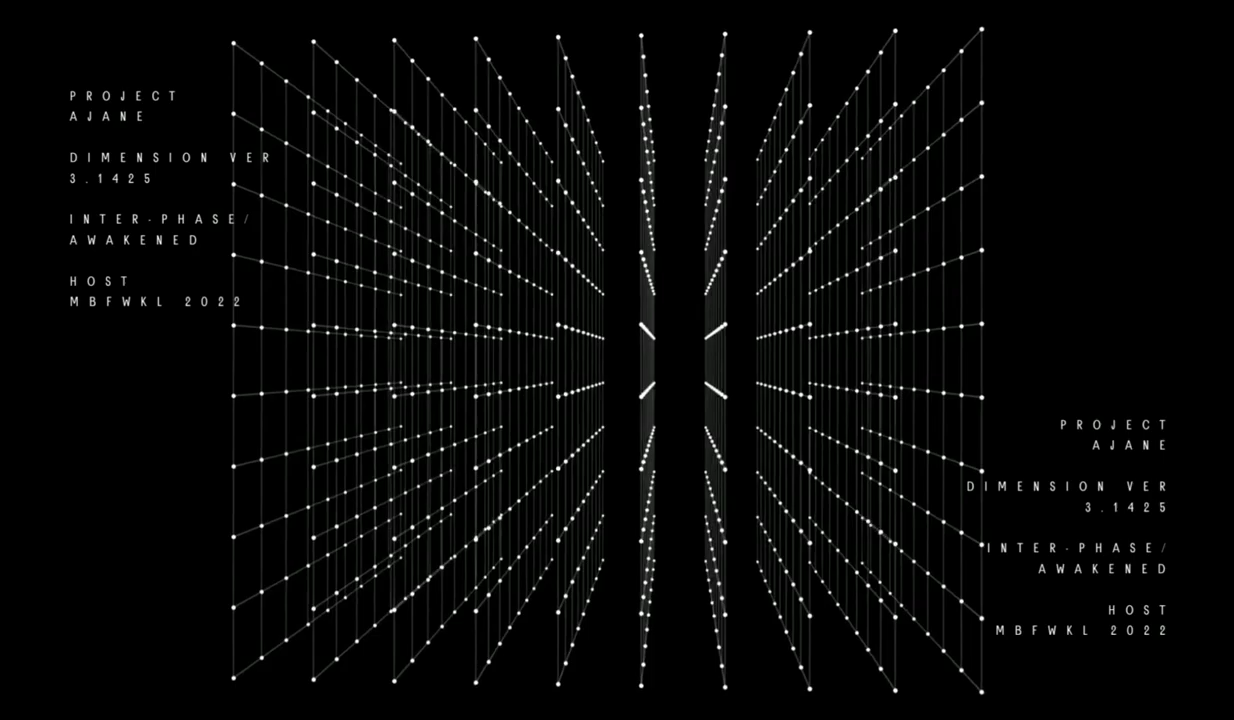 PROJECT
AJANE
DIMENSION VER
3.1425
INTER-PHASE/
AWAKENED
HOST
MBFWKL 2022
PROJECT
AJANE
DIMENSION VER
3.1425
INTER-PHASE/
AWAKENED
HOST
MBFWKL 2022